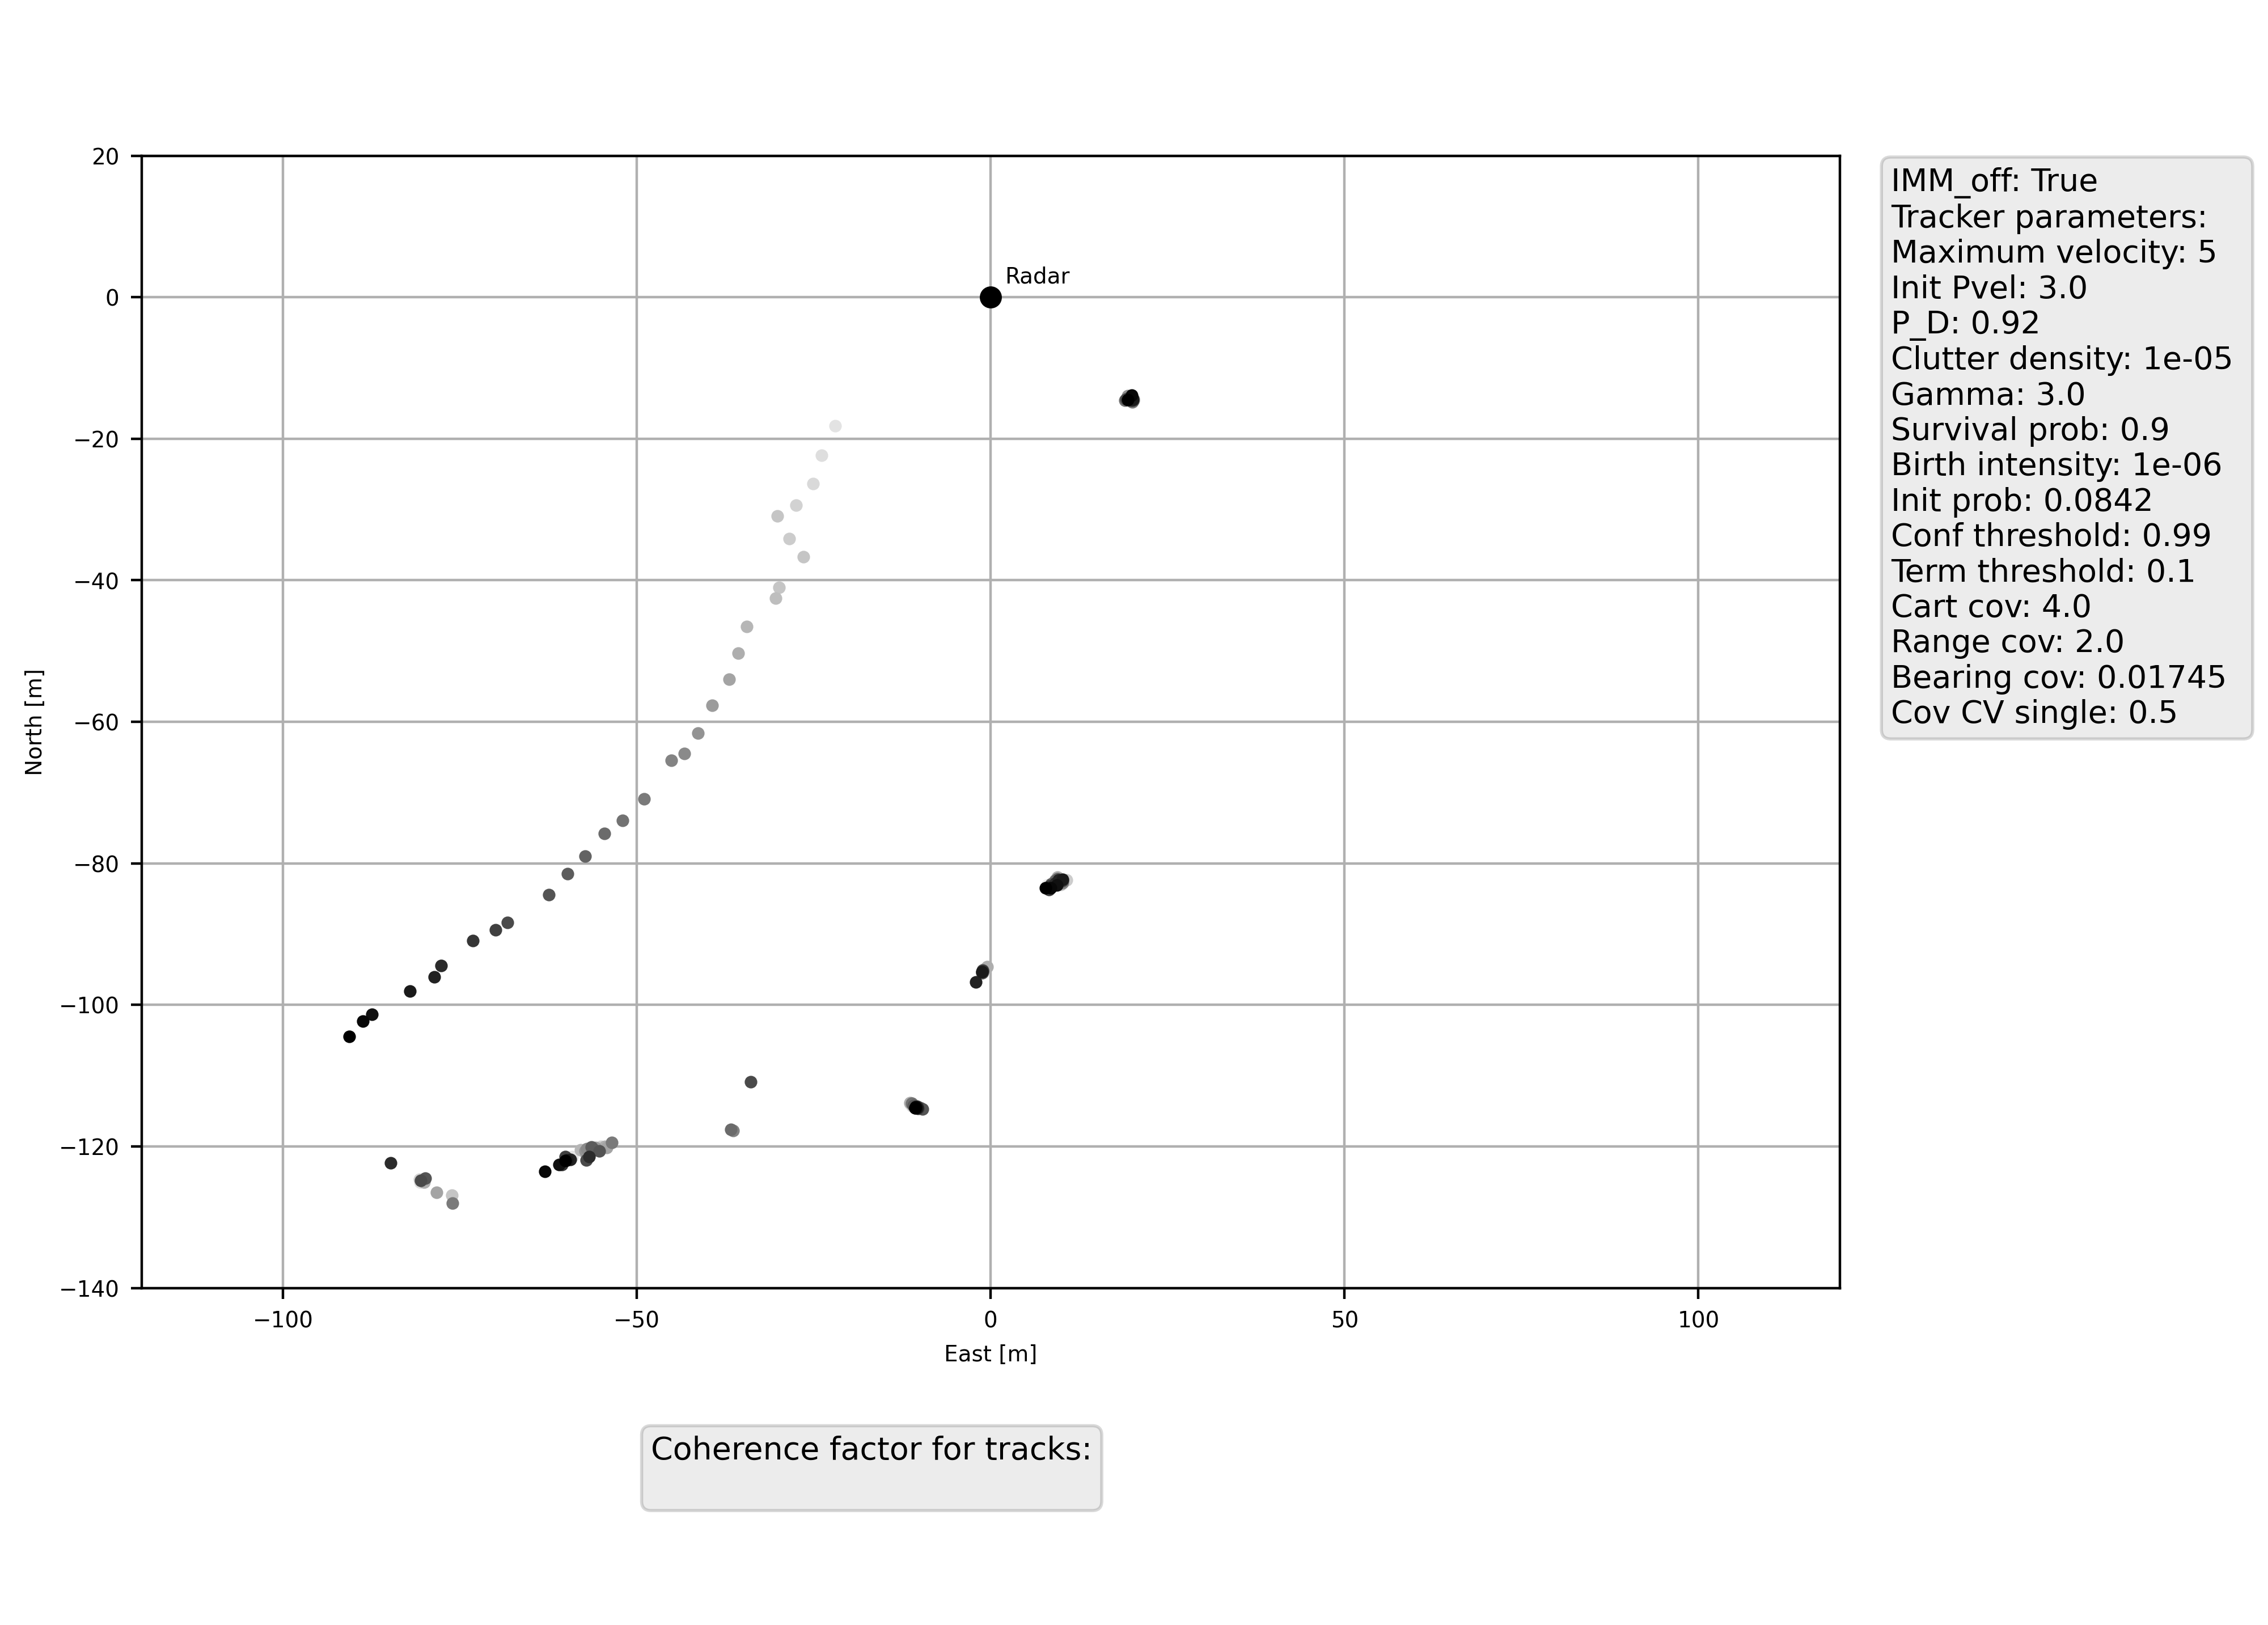 20
0
−20
−40
−60
−80
−100
−120
−140
North [m]
Radar
−100
−50
0
50
100
East [m]
IMM_off: True
Tracker parameters:
Maximum velocity: 5
Init Pvel: 3.0
P_D: 0.92
Clutter density: 1e-05
Gamma: 3.0
Survival prob: 0.9
Birth intensity: 1e-06
Init prob: 0.0842
Conf threshold: 0.99
Term threshold: 0.1
Cart cov: 4.0
Range cov: 2.0
Bearing cov: 0.01745
Cov CV single: 0.5
Coherence factor for tracks: